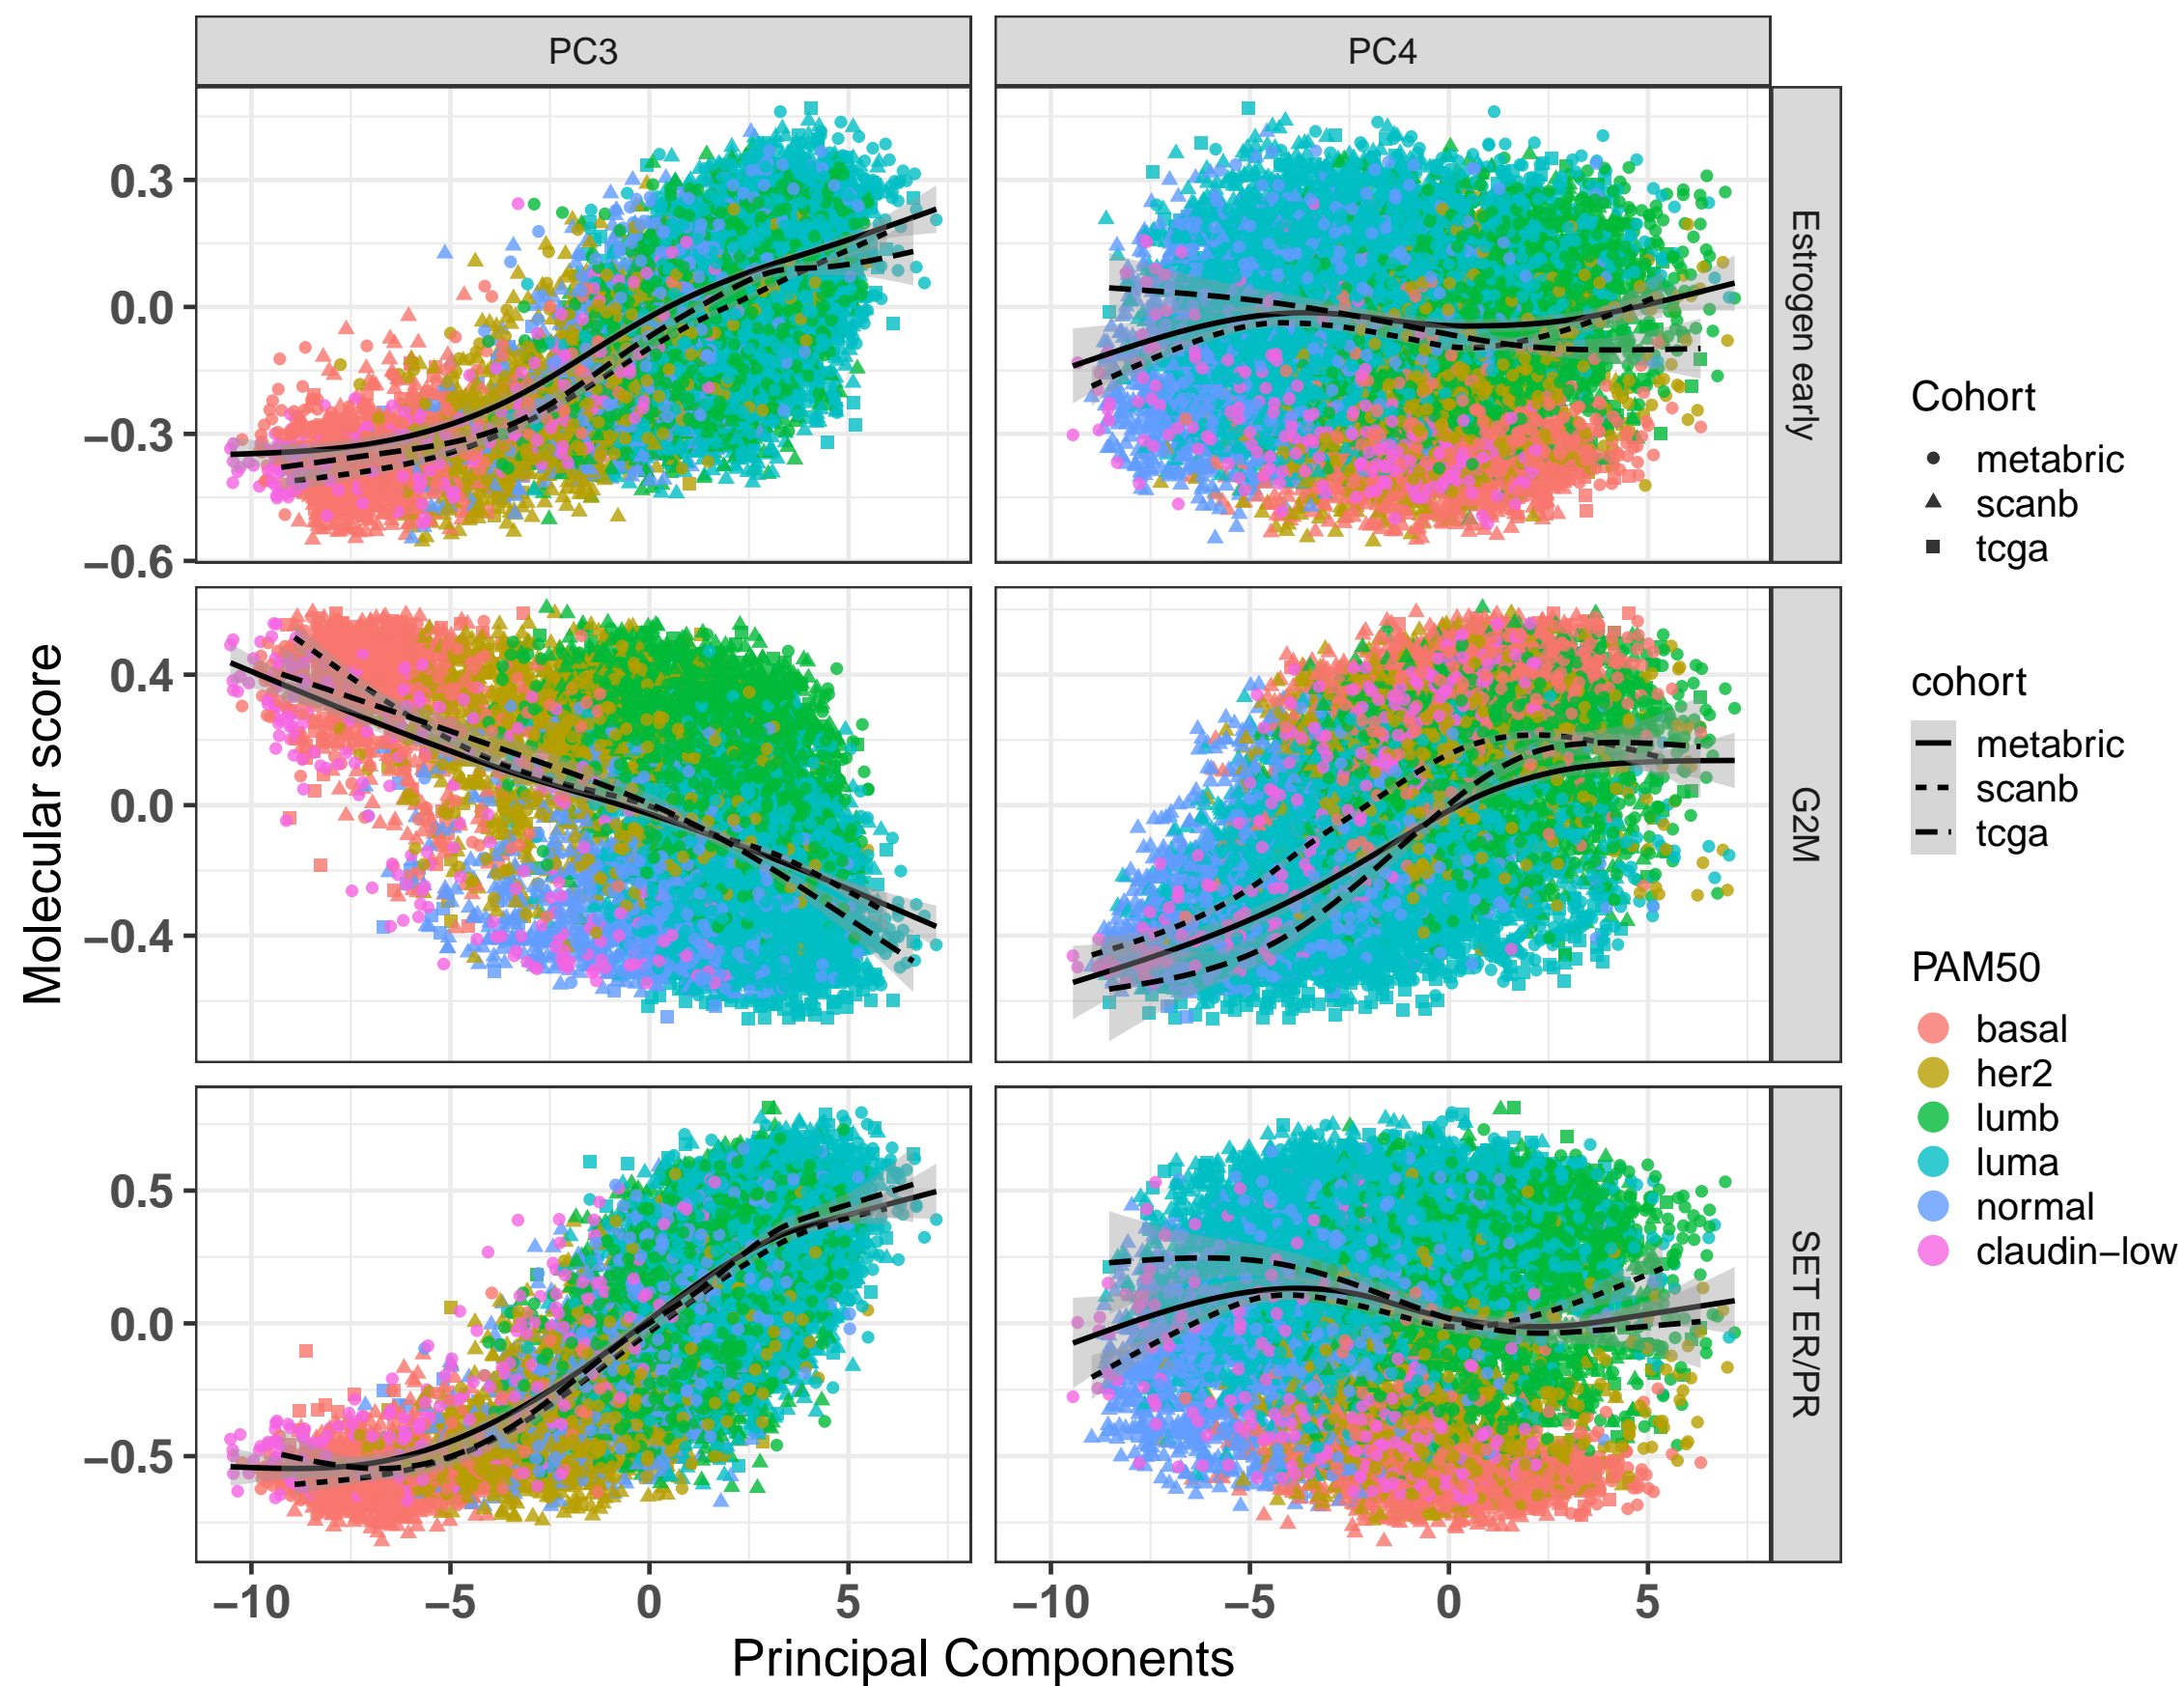 PC3
PC4
0.3
0.0
−0.3
−0.6
Estrogen early
0.4
0.0
−0.4
G2M
0.5
0.0
−0.5
SET ER/PR
Molecular score
−10
−5
0
5
−10
−5
0
5
Principal Components
Cohort
metabric
scanb
tcga
cohort
metabric
scanb
tcga
PAM50
basal
her2
lumb
luma
normal
claudin−low